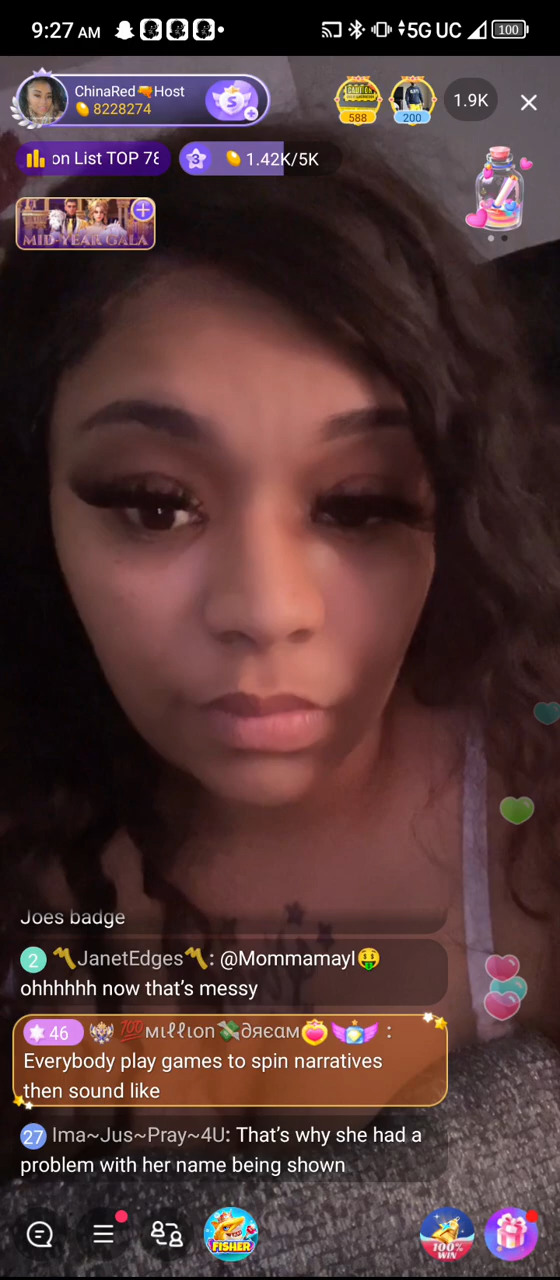 9:27 AM
5G UC
100
ChinaRed🔫Host
8228274
S
588
200
1.9K
on List TOP 78
3
1.42K/5K
MID-YEAR GALA
Joes badge
2 〽️JanetEdges〽️: @Mommamayl🤑
ohhhhhh now that's messy
46 💯мιℓℓιon💸∂яєαм :
Everybody play games to spin narratives
then sound like
27 Ima~Jus~Pray~4U: That's why she had a
problem with her name being shown
FISHER
100%
WIN